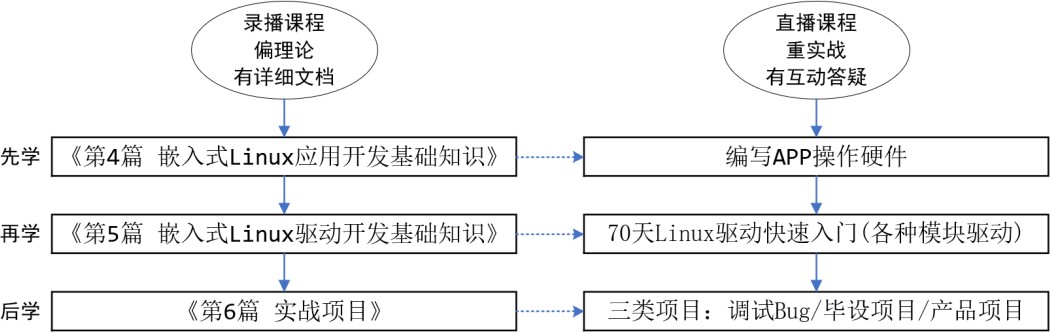 录播课程
偏理论
有详细文档
直播课程
重实战
有互动答疑
先学
《第4篇 嵌入式Linux应用开发基础知识》
编写APP操作硬件
再学
《第5篇 嵌入式Linux驱动开发基础知识》
70天Linux驱动快速入门(各种模块驱动)
后学
《第6篇 实战项目》
三类项目：调试Bug/毕设项目/产品项目